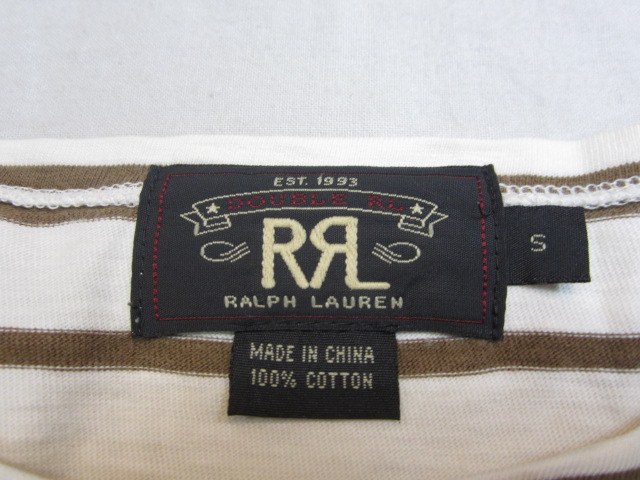 EST. 1993
DOUBLE RL
RRL
RALPH LAUREN
S
MADE IN CHINA
100% COTTON